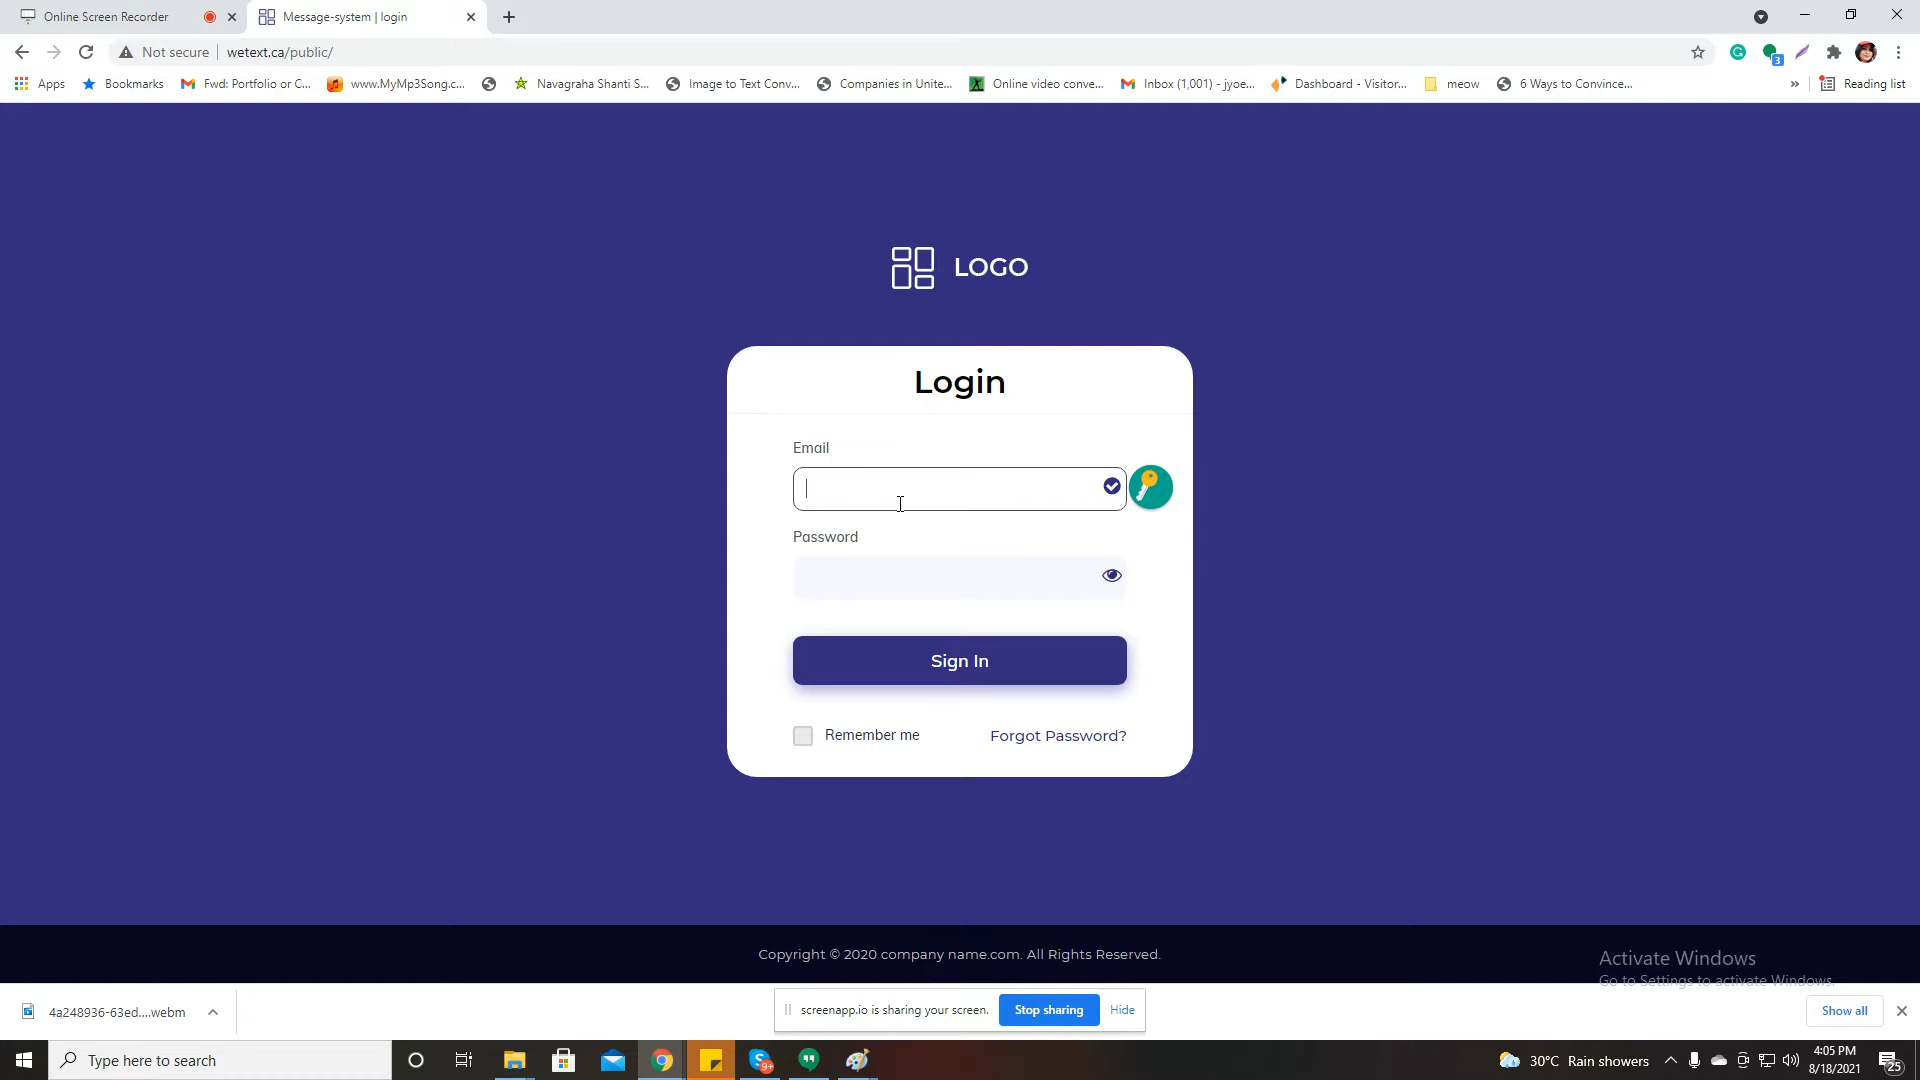 Online Screen Recorder
Message-system | login
Not secure
wetext.ca/public/
3
Apps
Bookmarks
Fwd: Portfolio or C...
www.MyMp3Song.c...
Navagraha Shanti S...
Image to Text Conv...
Companies in Unite...
Online video conve...
Inbox (1,001) - jyoe...
Dashboard - Visitor...
meow
6 Ways to Convince...
»
Reading list
LOGO
Login
Email
Password
Sign In
Remember me
Forgot Password?
Copyright © 2020 company name.com. All Rights Reserved.
Activate Windows
Go to Settings to activate Windows.
4a248936-63ed....webm
screenapp.io is sharing your screen.
Stop sharing
Hide
Show all
Type here to search
9+
30°C Rain showers
4:05 PM
8/18/2021
25